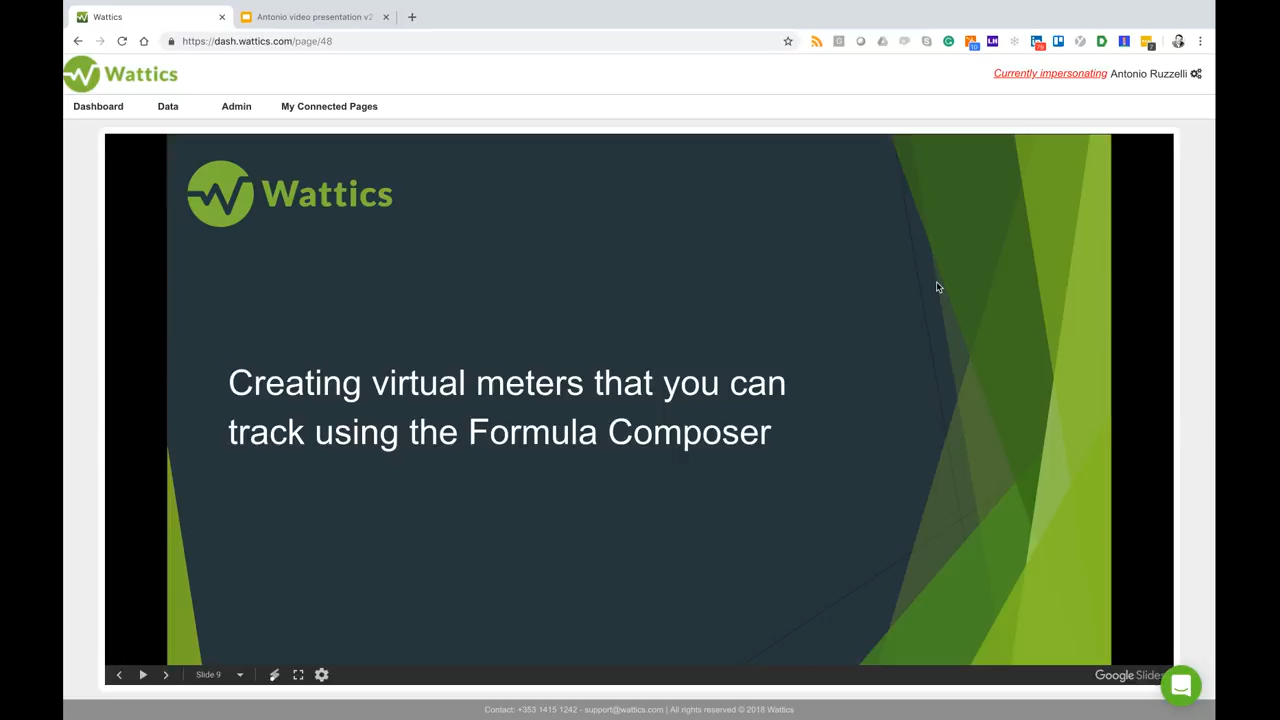 Wattics
Antonio video presentation v2
https://dash.wattics.com/page/48
Wattics
Currently impersonating Antonio Ruzzelli
Dashboard Data Admin My Connected Pages
Wattics
Creating virtual meters that you can
track using the Formula Composer
Slide 9
Google Slides
Contact: +353 1415 1242 - support@wattics.com | All rights reserved © 2018 Wattics